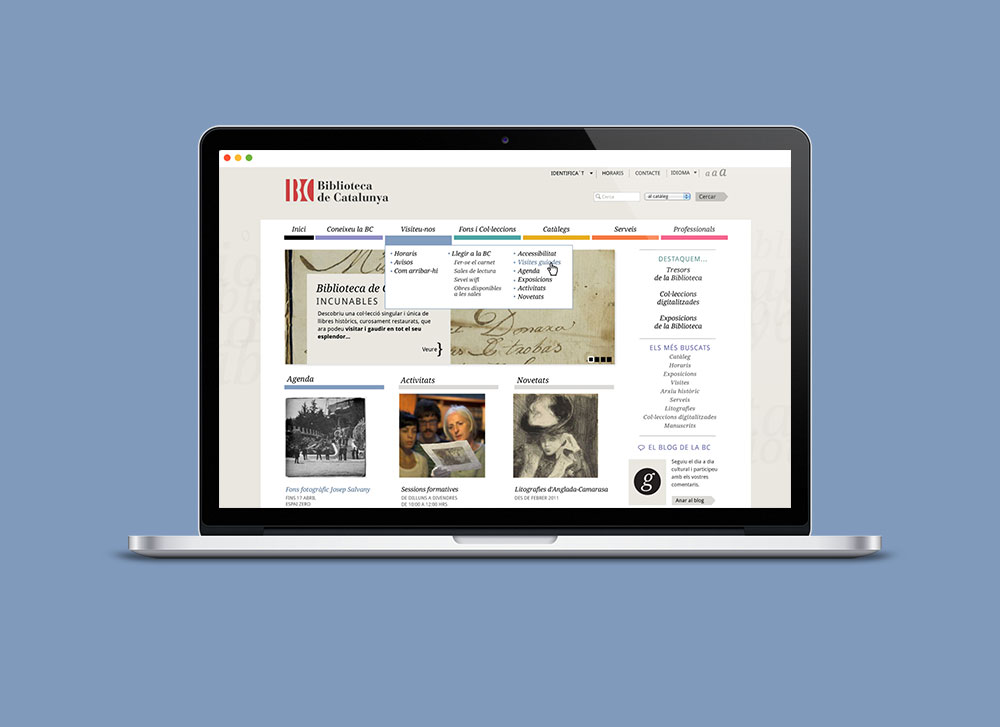 IDENTIFICA´T
HORARIS
CONTACTE
IDIOMA
a a a
BC Biblioteca
de Catalunya
Cerca
al catàleg
Cercar
Inici
Coneixeu la BC
Visiteu-nos
Fons i Col·leccions
Catàlegs
Serveis
Professionals
Horaris
Avisos
Com arribar-hi
Llegir a la BC
Fer-se el carnet
Sales de lectura
Sevei wifi
Obres disponibles
a les sales
Accessibilitat
Visites guiades
Agenda
Exposicions
Activitats
Novetats
Biblioteca de
INCUNABLES
Descobriu una col·lecció singular i única de
llibres històrics, curosament restaurats, que
ara podeu visitar i gaudir en tot el seu
esplendor...
Veure}
DESTAQUEM...
Tresors
de la Biblioteca
Col·leccions
digitalitzades
Exposicions
de la Biblioteca
ELS MÉS BUSCATS
Catàleg
Horaris
Exposicions
Visites
Arxiu històric
Serveis
Litografies
Col·leccions digitalitzades
Manuscrits
EL BLOG DE LA BC
g
Seguiu el dia a dia
cultural i participeu
amb els vostres
comentaris.
Anar al blog
Agenda
Activitats
Novetats
Fons fotogràfic Josep Salvany
FINS 17 ABRIL
ESPAI ZERO
Sessions formatives
DE DILLUNS A DIVENDRES
DE 10:00 A 12:00 HRS
Litografies d'Anglada-Camarasa
DES DE FEBRER 2011